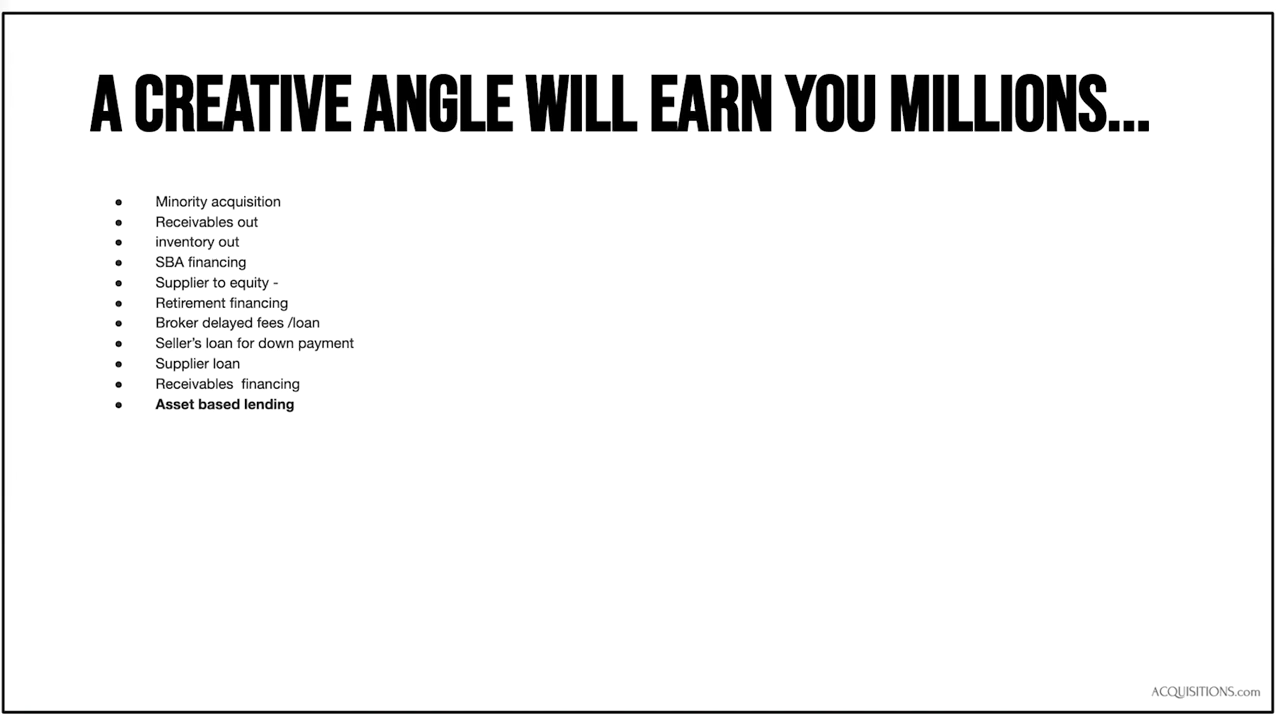 A CREATIVE ANGLE WILL EARN YOU MILLIONS...
● Minority acquisition
● Receivables out
● inventory out
● SBA financing
● Supplier to equity -
● Retirement financing
● Broker delayed fees /loan
● Seller’s loan for down payment
● Supplier loan
● Receivables  financing
● Asset based lending
ACQUISITIONS.com